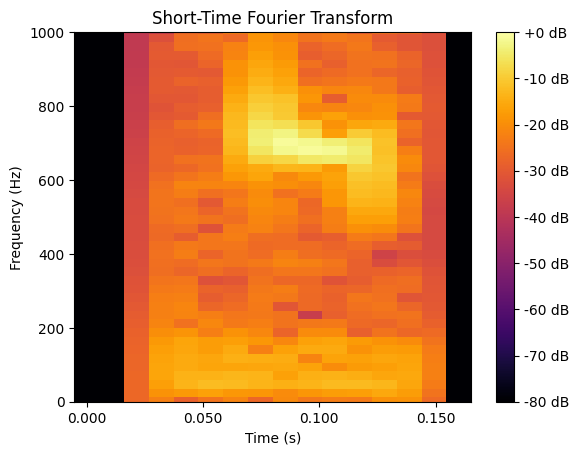 Short-Time Fourier Transform
1000
800
600
400
200
0
Frequency (Hz)
0.000
0.050
0.100
0.150
Time (s)
+0 dB
-10 dB
-20 dB
-30 dB
-40 dB
-50 dB
-60 dB
-70 dB
-80 dB